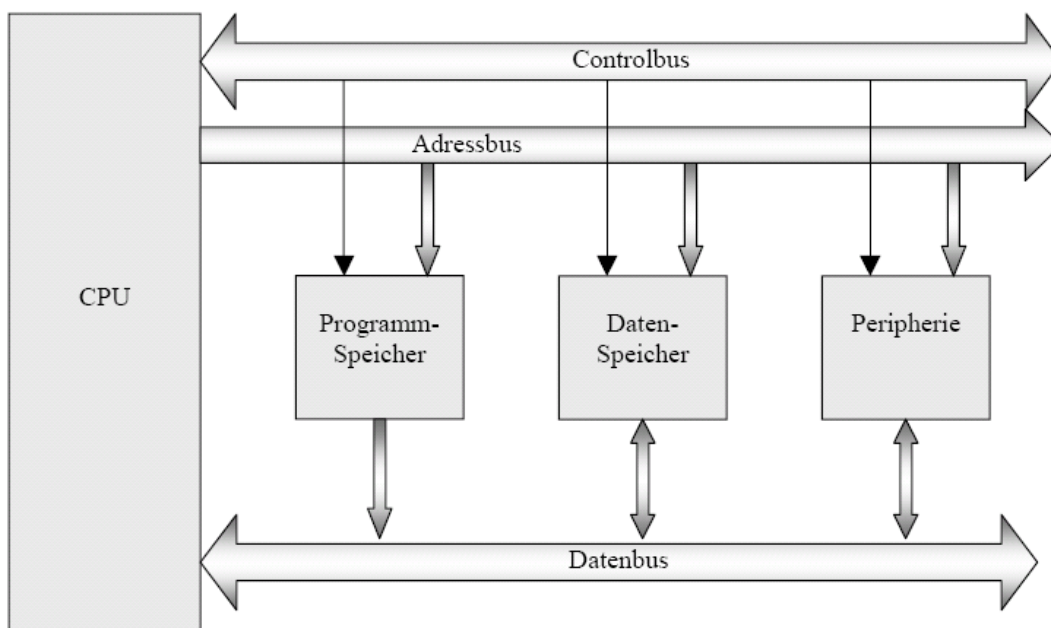 Controlbus
Adressbus
CPU
Programm-
Speicher
Daten-
Speicher
Peripherie
Datenbus